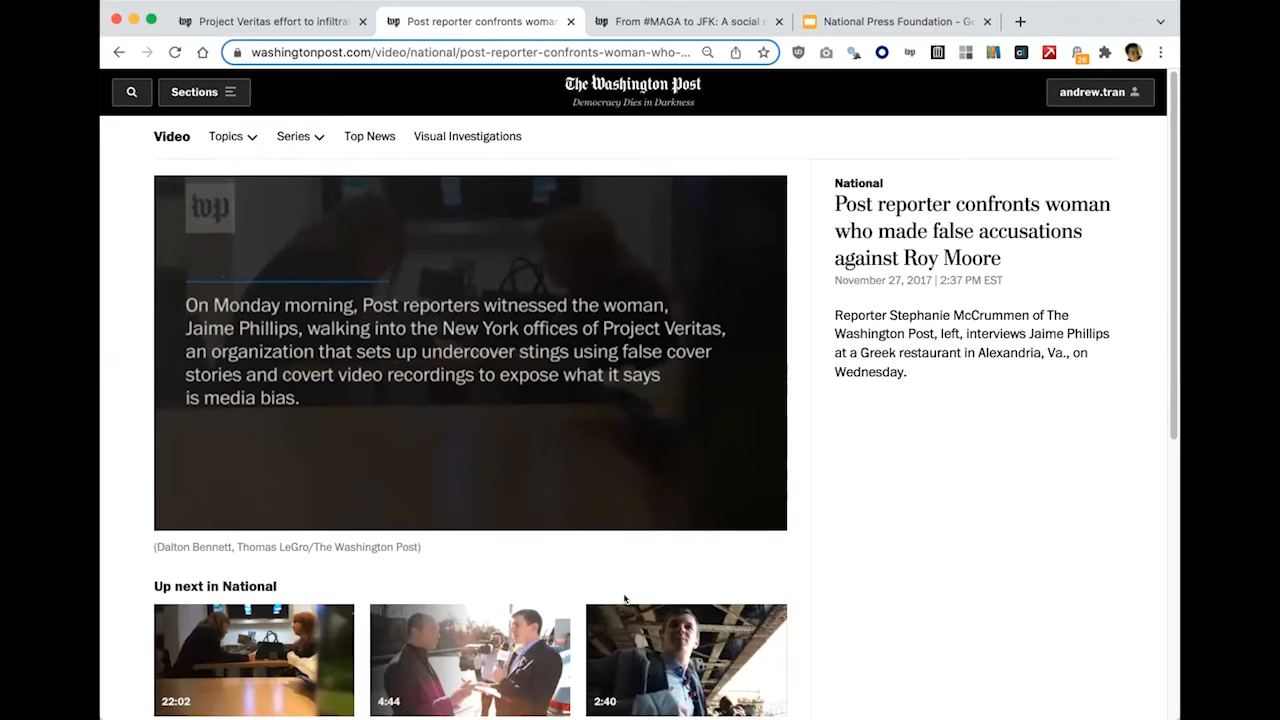 Project Veritas effort to infiltra
Post reporter confronts woma
From #MAGA to JFK: A social
National Press Foundation - G
washingtonpost.com/video/national/post-reporter-confronts-woman-who-...
26
Sections
The Washington Post
Democracy Dies in Darkness
andrew.tran
Video
Topics
Series
Top News
Visual Investigations
wp
On Monday morning, Post reporters witnessed the woman,
Jaime Phillips, walking into the New York offices of Project Veritas,
an organization that sets up undercover stings using false cover
stories and covert video recordings to expose what it says
is media bias.
National
Post reporter confronts woman
who made false accusations
against Roy Moore
November 27, 2017 | 2:37 PM EST
Reporter Stephanie McCrummen of The
Washington Post, left, interviews Jaime Phillips
at a Greek restaurant in Alexandria, Va., on
Wednesday.
(Dalton Bennett, Thomas LeGro/The Washington Post)
Up next in National
22:02
4:44
2:40